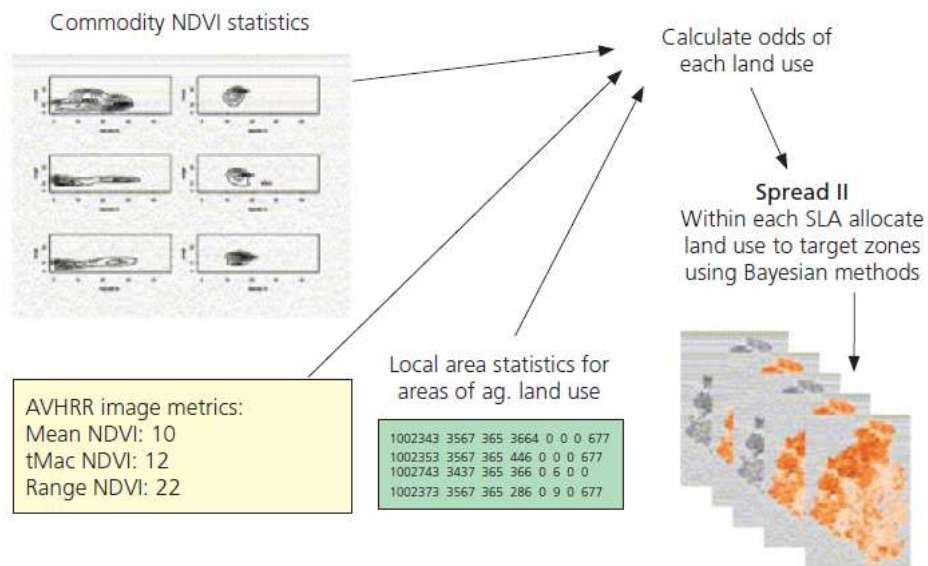 Commodity NDVI statistics
Calculate odds of
each land use
Spread II
Within each SLA allocate
land use to target zones
using Bayesian methods
AVHRR image metrics:
Mean NDVI: 10
tMac NDVI: 12
Range NDVI: 22
Local area statistics for
areas of ag. land use
1002343 3567 365 3664 0 0 0 677
1002353 3567 365 446 0 0 0 677
1002743 3437 365 366 0 6 0 0
1002373 3567 365 286 0 9 0 677